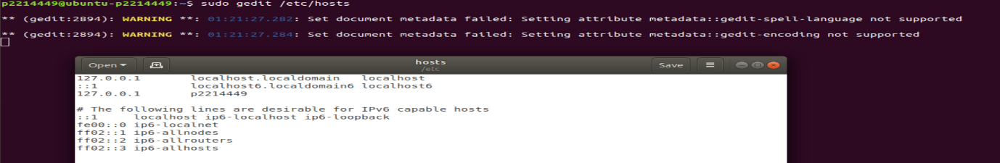 p2214449@ubuntu-p2214449:~$ sudo gedit /etc/hosts
** (gedit:2894): WARNING **: 01:21:27.282: Set document metadata failed: Setting attribute metadata::gedit-spell-language not supported
** (gedit:2894): WARNING **: 01:21:27.284: Set document metadata failed: Setting attribute metadata::gedit-encoding not supported
Open hosts Save
/etc
127.0.0.1 localhost.localdomain localhost
::1 localhost6.localdomain6 localhost6
127.0.0.1 p2214449
# The following lines are desirable for IPv6 capable hosts
::1 localhost ip6-localhost ip6-loopback
fe00::0 ip6-localnet
ff02::1 ip6-allnodes
ff02::2 ip6-allrouters
ff02::3 ip6-allhosts